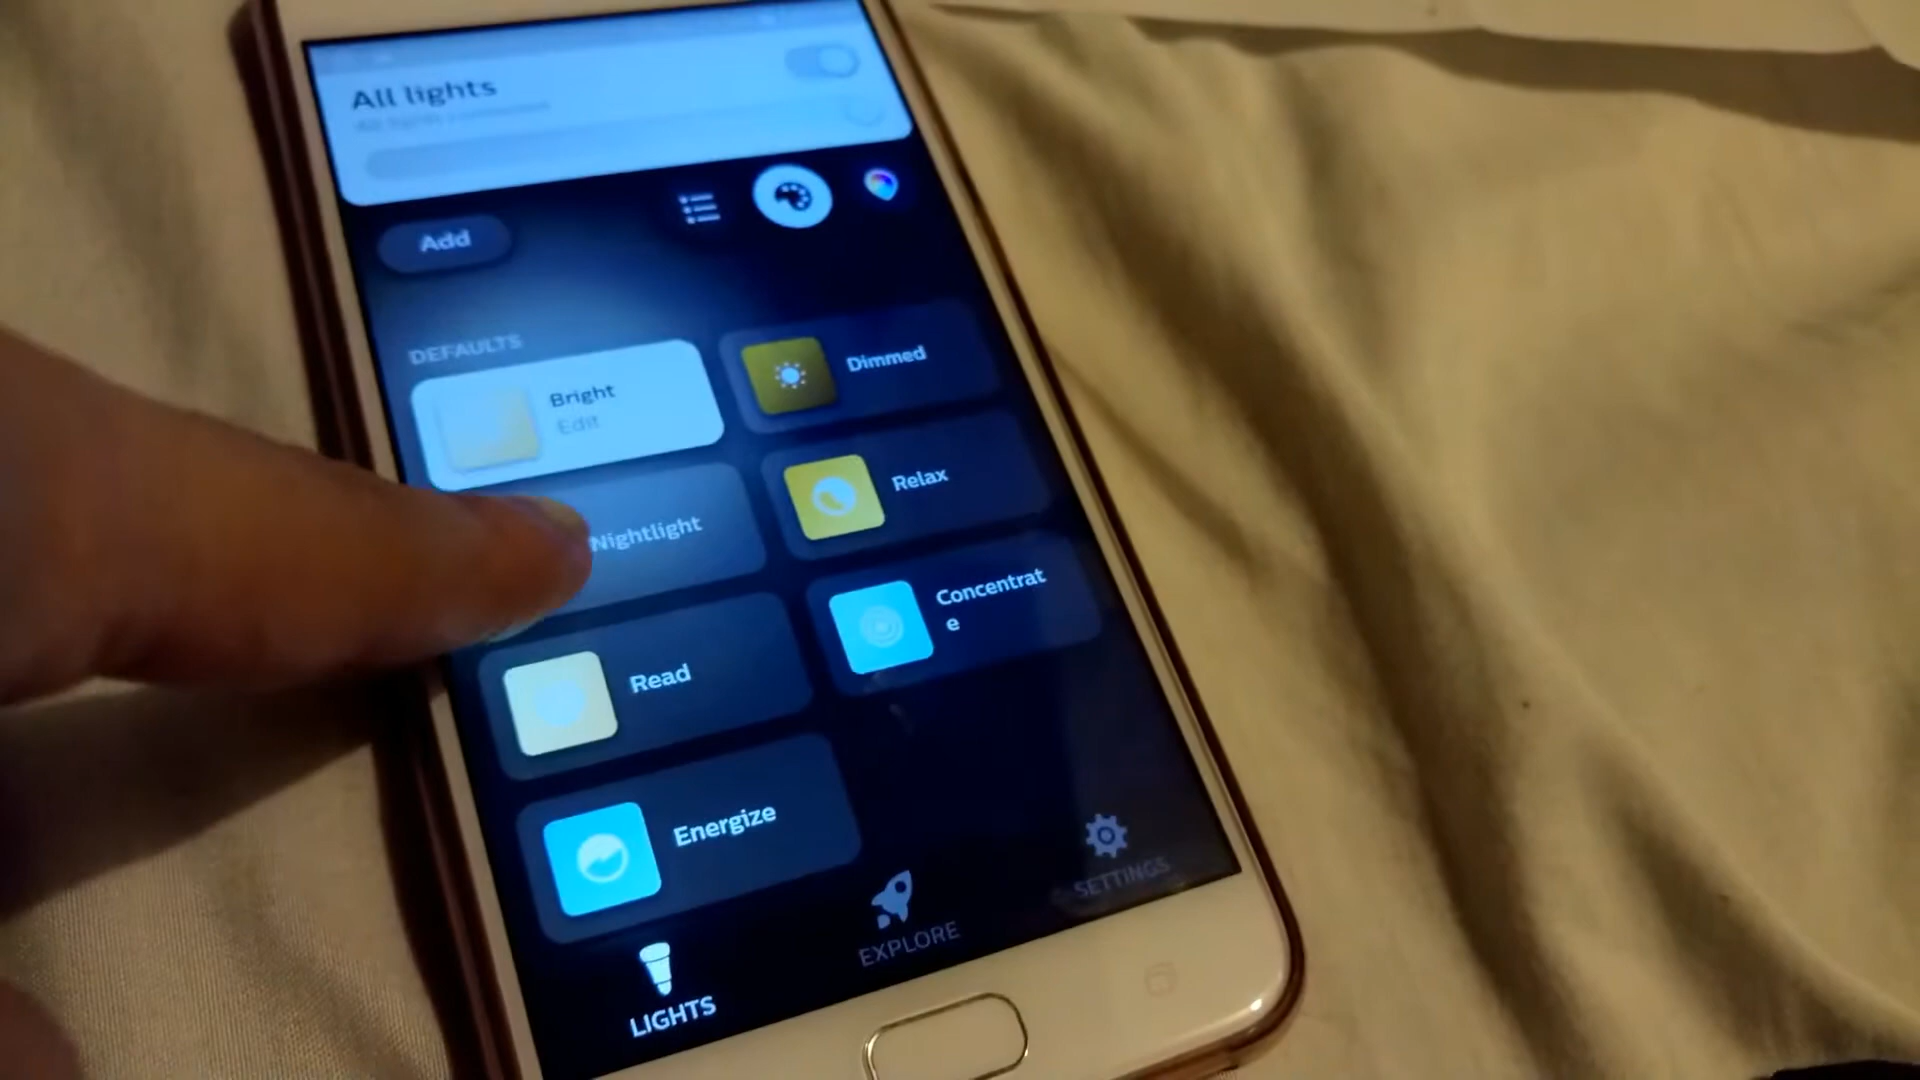 All lights
Add
DEFAULTS
Bright
Edit
Dimmed
Nightlight
Relax
Read
Concentrat
e
Energize
LIGHTS
EXPLORE
SETTINGS